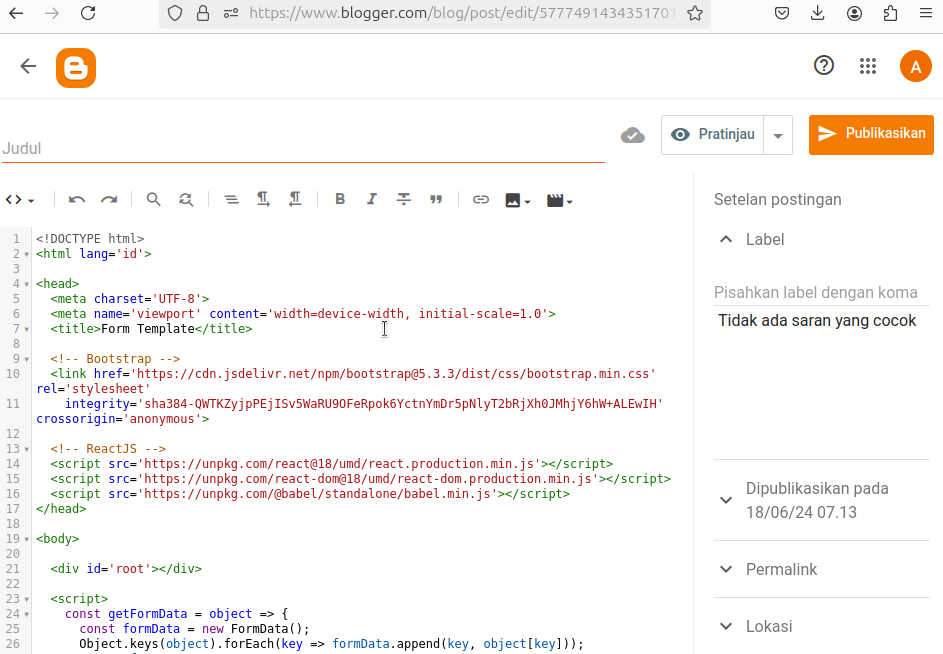 https://www.blogger.com/blog/post/edit/577749143435170
A
Judul
Pratinjau
Publikasikan
Setelan postingan
Label
Pisahkan label dengan koma
Tidak ada saran yang cocok
Dipublikasikan pada
18/06/24 07.13
Permalink
Lokasi
1 <!DOCTYPE html>
2 <html lang='id'>
3
4 <head>
5 <meta charset='UTF-8'>
6 <meta name='viewport' content='width=device-width, initial-scale=1.0'>
7 <title>Form Template</title>
8
9 <!-- Bootstrap -->
10 <link href='https://cdn.jsdelivr.net/npm/bootstrap@5.3.3/dist/css/bootstrap.min.css'
rel='stylesheet'
11 integrity='sha384-QWTKZyjpPEjISv5WaRU9OFeRpok6YctnYmDr5pNlyT2bRjXh0JMhjY6hW+ALEwIH'
crossorigin='anonymous'>
12
13 <!-- ReactJS -->
14 <script src='https://unpkg.com/react@18/umd/react.production.min.js'></script>
15 <script src='https://unpkg.com/react-dom@18/umd/react-dom.production.min.js'></script>
16 <script src='https://unpkg.com/@babel/standalone/babel.min.js'></script>
17 </head>
18
19 <body>
20
21 <div id='root'></div>
22
23 <script>
24 const getFormData = object => {
25 const formData = new FormData();
26 Object.keys(object).forEach(key => formData.append(key, object[key]));